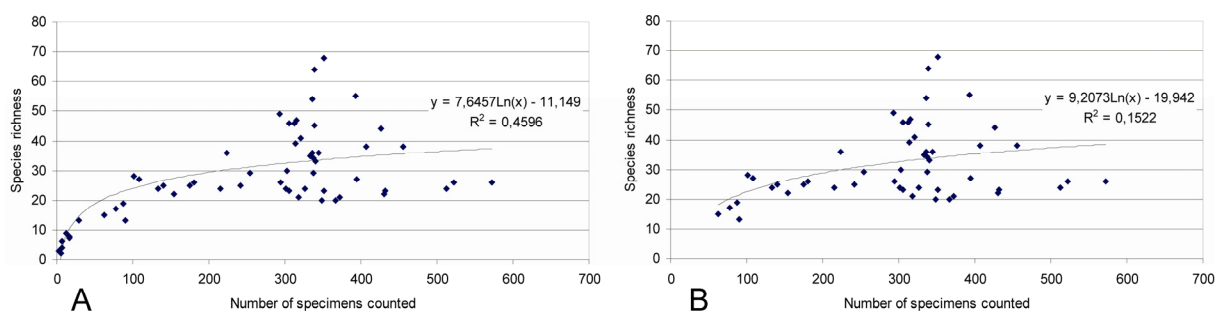 80
70
60
50
40
30
20
10
0
Species richness
y = 7,6457Ln(x) - 11,149
R² = 0,4596
0 100 200 300 400 500 600 700
A
Number of specimens counted
80
70
60
50
40
30
20
10
0
Species richness
y = 9,2073Ln(x) - 19,942
R² = 0,1522
0 100 200 300 400 500 600 700
B
Number of specimens counted